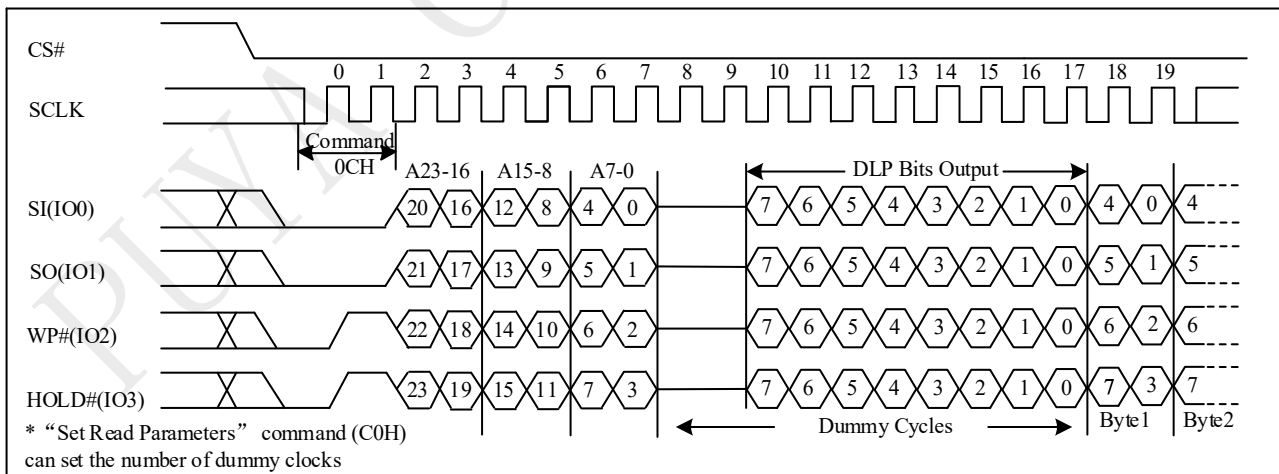 PUYA
CS#
0 1 2 3 4 5 6 7 8 9 10 11 12 13 14 15 16 17 18 19
SCLK
Command
0CH
A23-16 A15-8 A7-0 DLP Bits Output
SI(IO0) 20 16 12 8 4 0 7 6 5 4 3 2 1 0 4 0 4
SO(IO1) 21 17 13 9 5 1 7 6 5 4 3 2 1 0 5 1 5
WP#(IO2) 22 18 14 10 6 2 7 6 5 4 3 2 1 0 6 2 6
HOLD#(IO3) 23 19 15 11 7 3 7 6 5 4 3 2 1 0 7 3 7
Dummy Cycles Byte1 Byte2
* “Set Read Parameters” command (C0H)
can set the number of dummy clocks